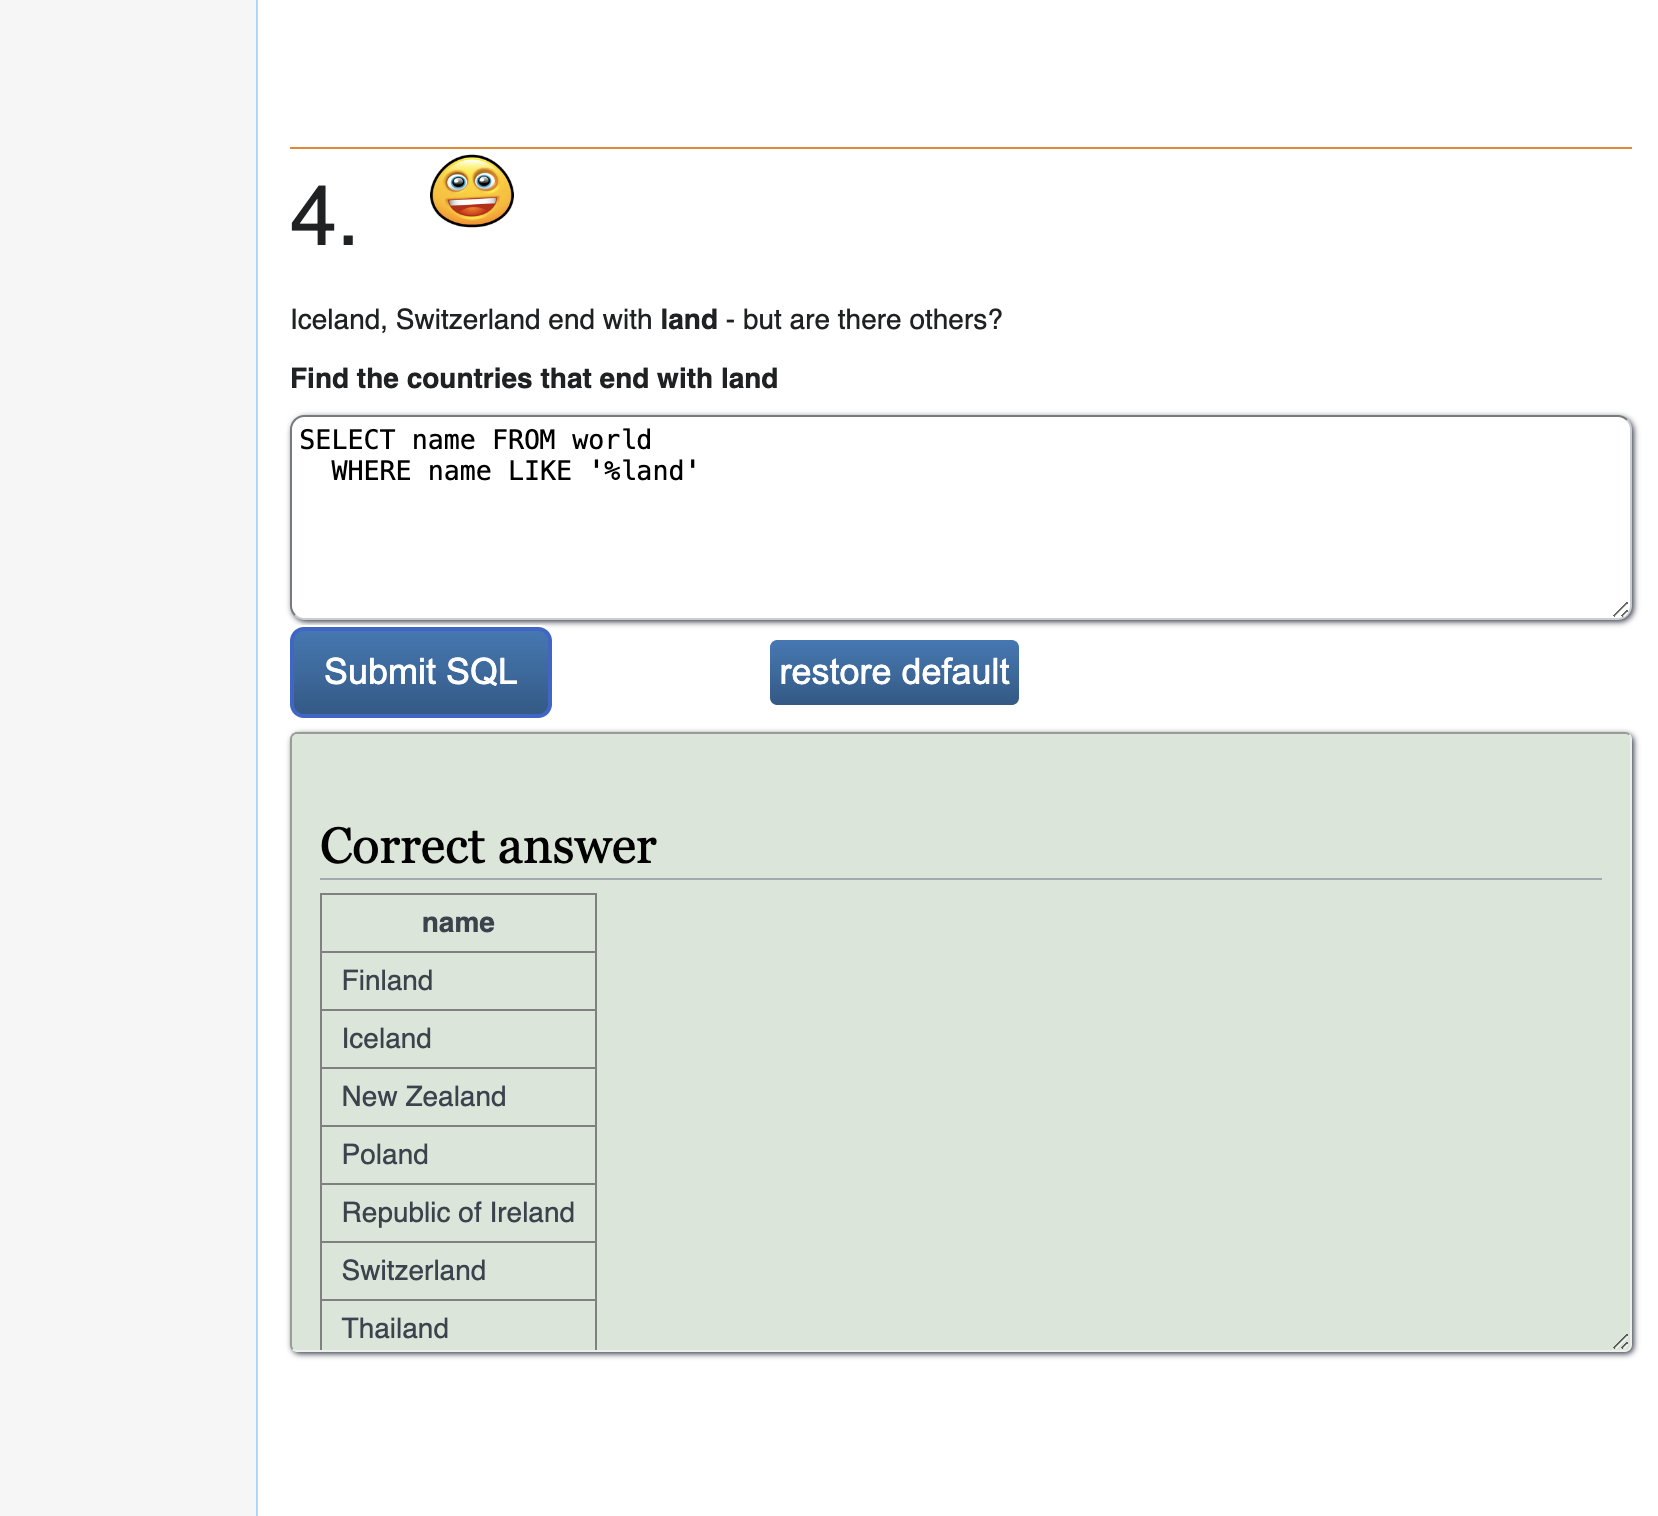 4.
Iceland, Switzerland end with land - but are there others?
Find the countries that end with land
SELECT name FROM world
  WHERE name LIKE '%land'
Submit SQL
restore default
Correct answer
name
Finland
Iceland
New Zealand
Poland
Republic of Ireland
Switzerland
Thailand